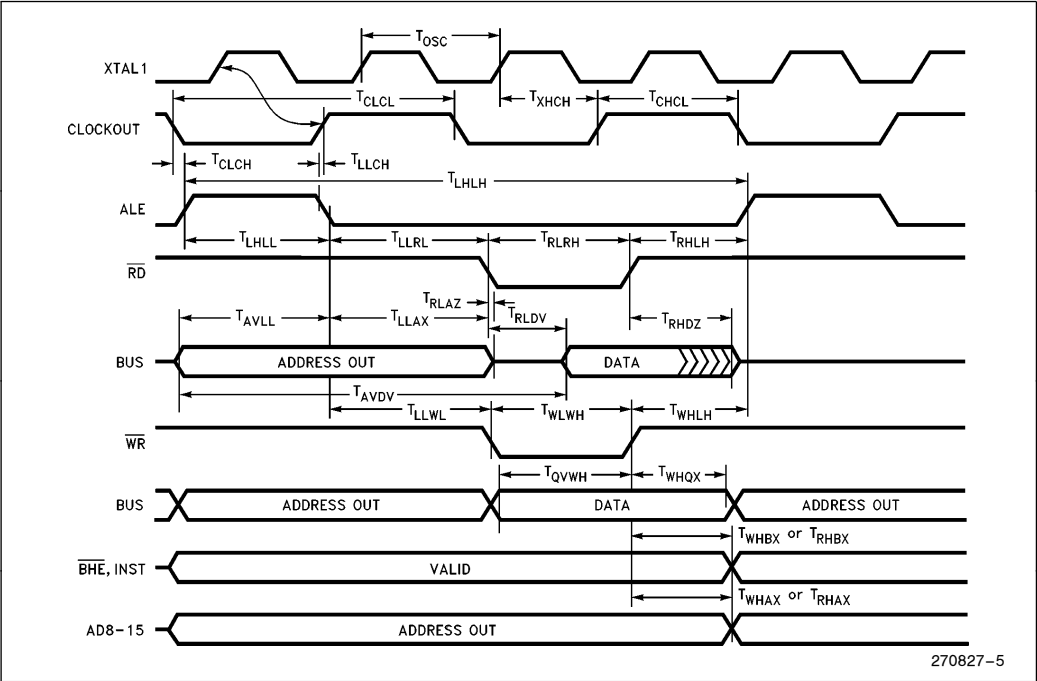 T_OSC
XTAL1
T_CLCL T_XHCH T_CHCL
CLOCKOUT
T_CLCH T_LLCH
T_LHLH
ALE
T_LHLL T_LLRL T_RLRH T_RHLH
RD
T_RLAZ
T_AVLL T_LLAX T_RLDV T_RHDZ
BUS ADDRESS OUT DATA
T_AVDV
T_LLWL T_WLWH T_WHLH
WR
T_QVWH T_WHQX
BUS ADDRESS OUT DATA ADDRESS OUT
T_WHBX or T_RHBX
BHE, INST VALID
T_WHAX or T_RHAX
AD8-15 ADDRESS OUT
270827-5